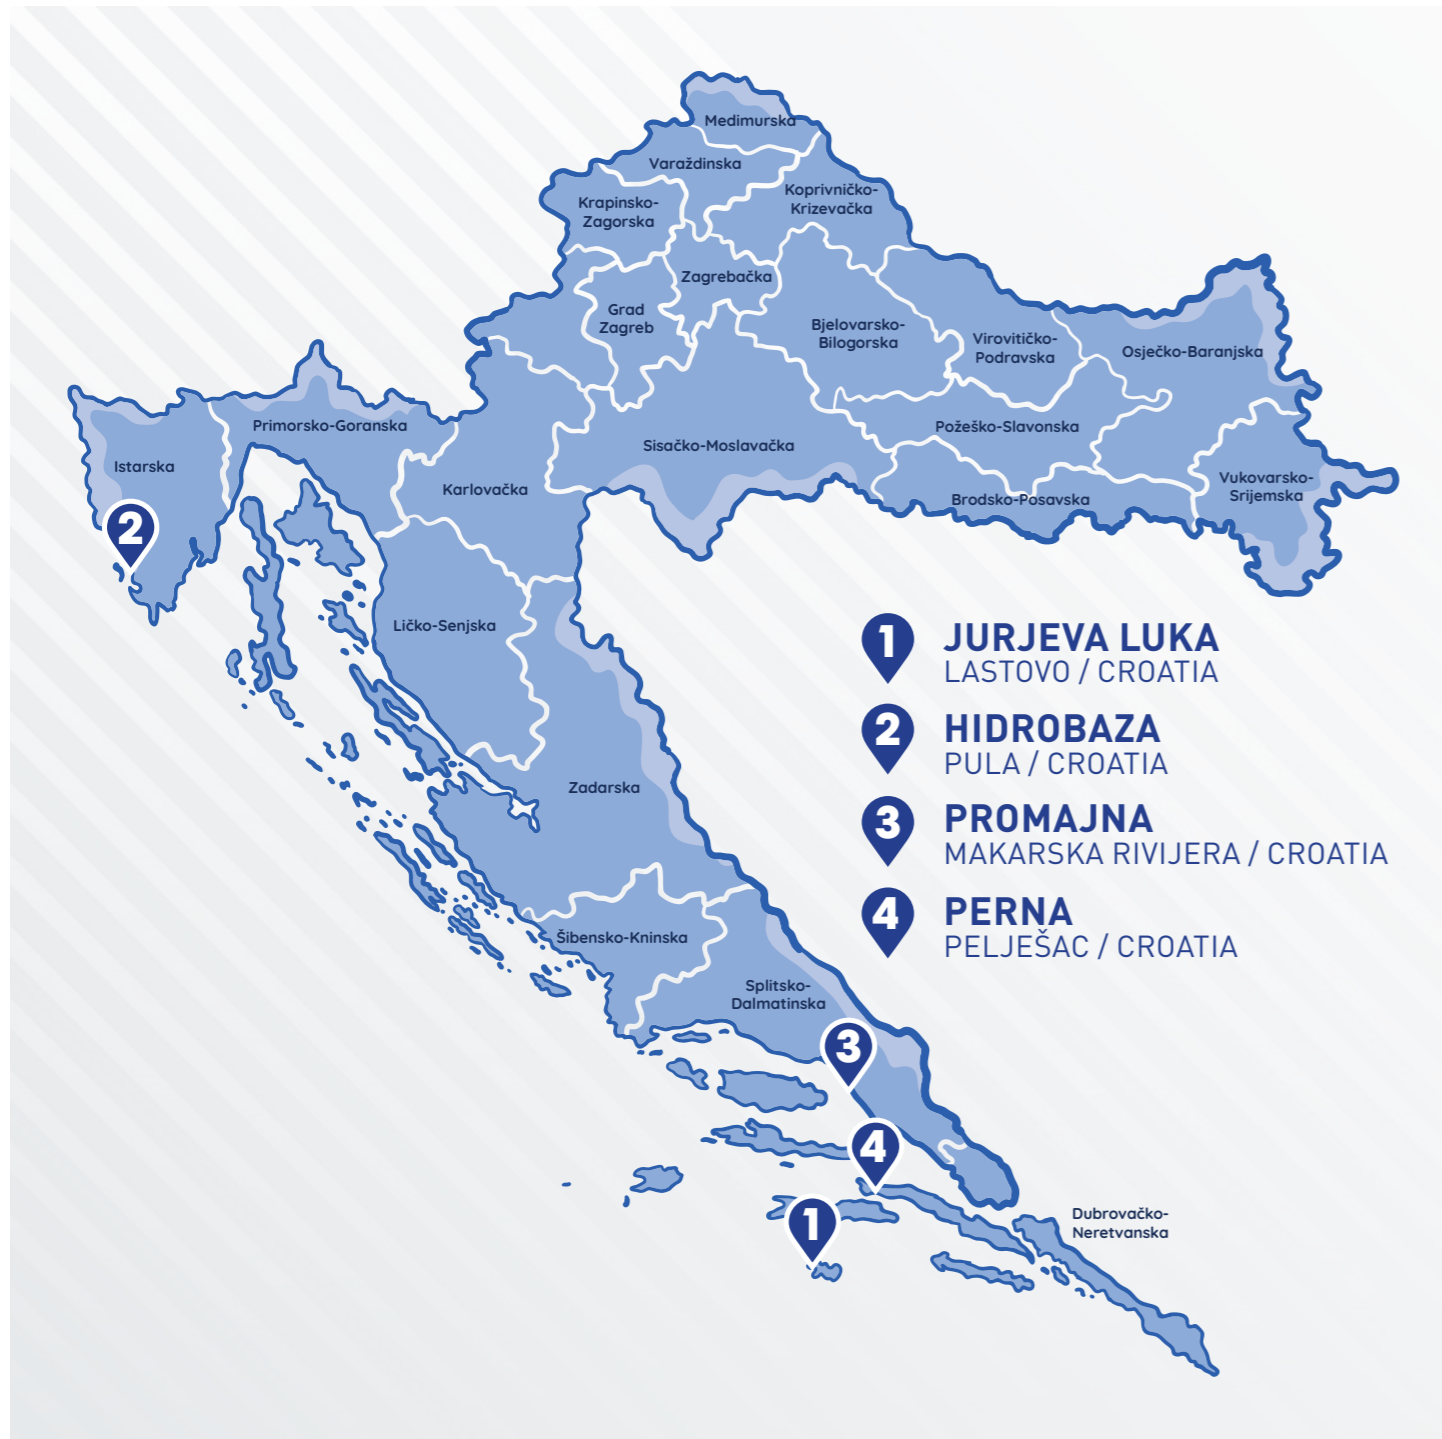 Medimurska
Varaždinska
Koprivničko-
Krizevačka
Krapinsko-
Zagorska
Zagrebačka
Grad
Zagreb
Bjelovarsko-
Bilogorska
Virovitičko-
Podravska
Osječko-Baranjska
Primorsko-Goranska
Požeško-Slavonska
Istarska
Sisačko-Moslavačka
Karlovačka
Vukovarsko-
Srijemska
Brodsko-Posavska
2
Ličko-Senjska
1 JURJEVA LUKA
LASTOVO / CROATIA
2 HIDROBAZA
PULA / CROATIA
Zadarska
3 PROMAJNA
MAKARSKA RIVIJERA / CROATIA
4 PERNA
PELJEŠAC / CROATIA
Šibensko-Kninska
Splitsko-
Dalmatinska
3
4
1
Dubrovačko-
Neretvanska